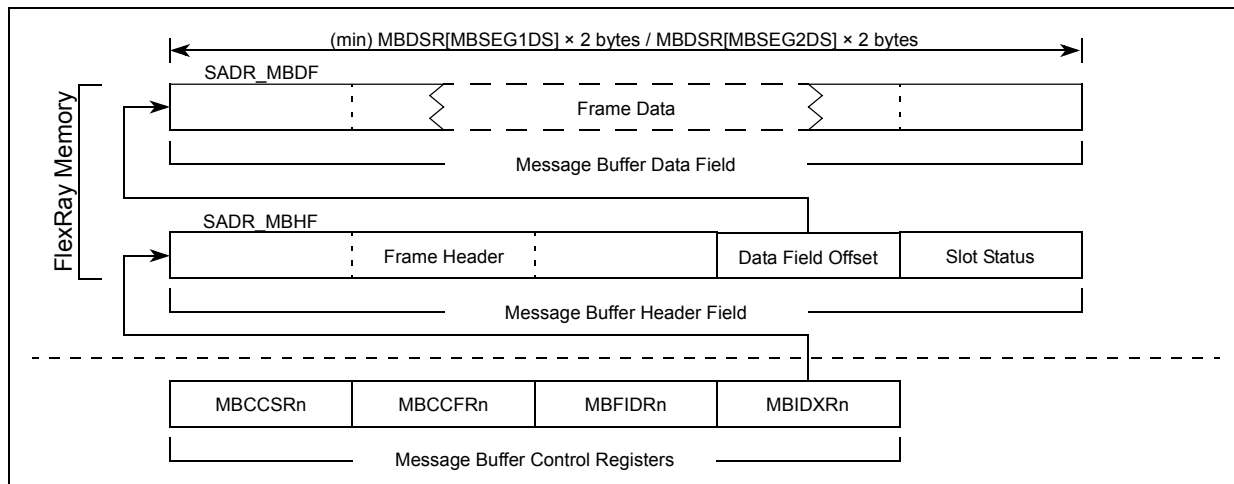 (min) MBDSR[MBSEG1DS] × 2 bytes / MBDSR[MBSEG2DS] × 2 bytes
SADR_MBDF
Frame Data
Message Buffer Data Field
FlexRay Memory
SADR_MBHF
Frame Header Data Field Offset Slot Status
Message Buffer Header Field
MBCCSRn MBCCFRn MBFIDRn MBIDXRn
Message Buffer Control Registers